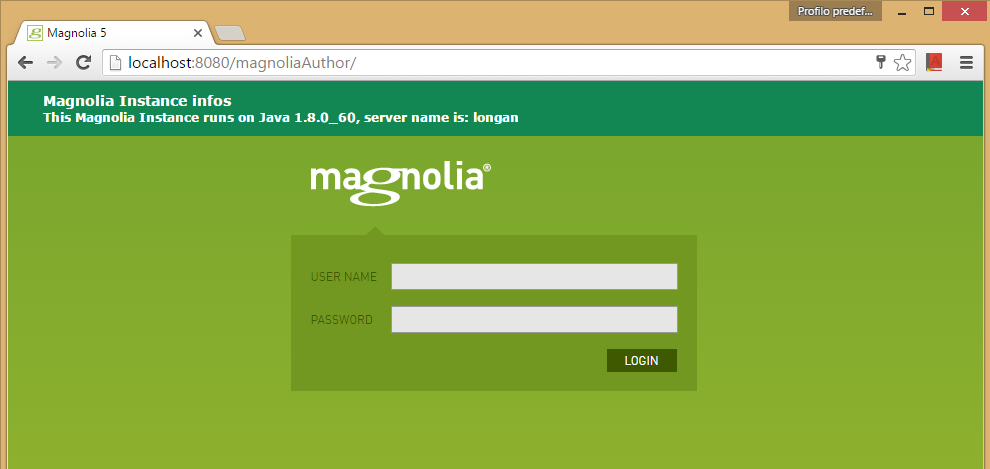 Profilo predef...
Magnolia 5
localhost:8080/magnoliaAuthor/
Magnolia Instance infos
This Magnolia Instance runs on Java 1.8.0_60, server name is: longan
magnolia®
USER NAME
PASSWORD
LOGIN